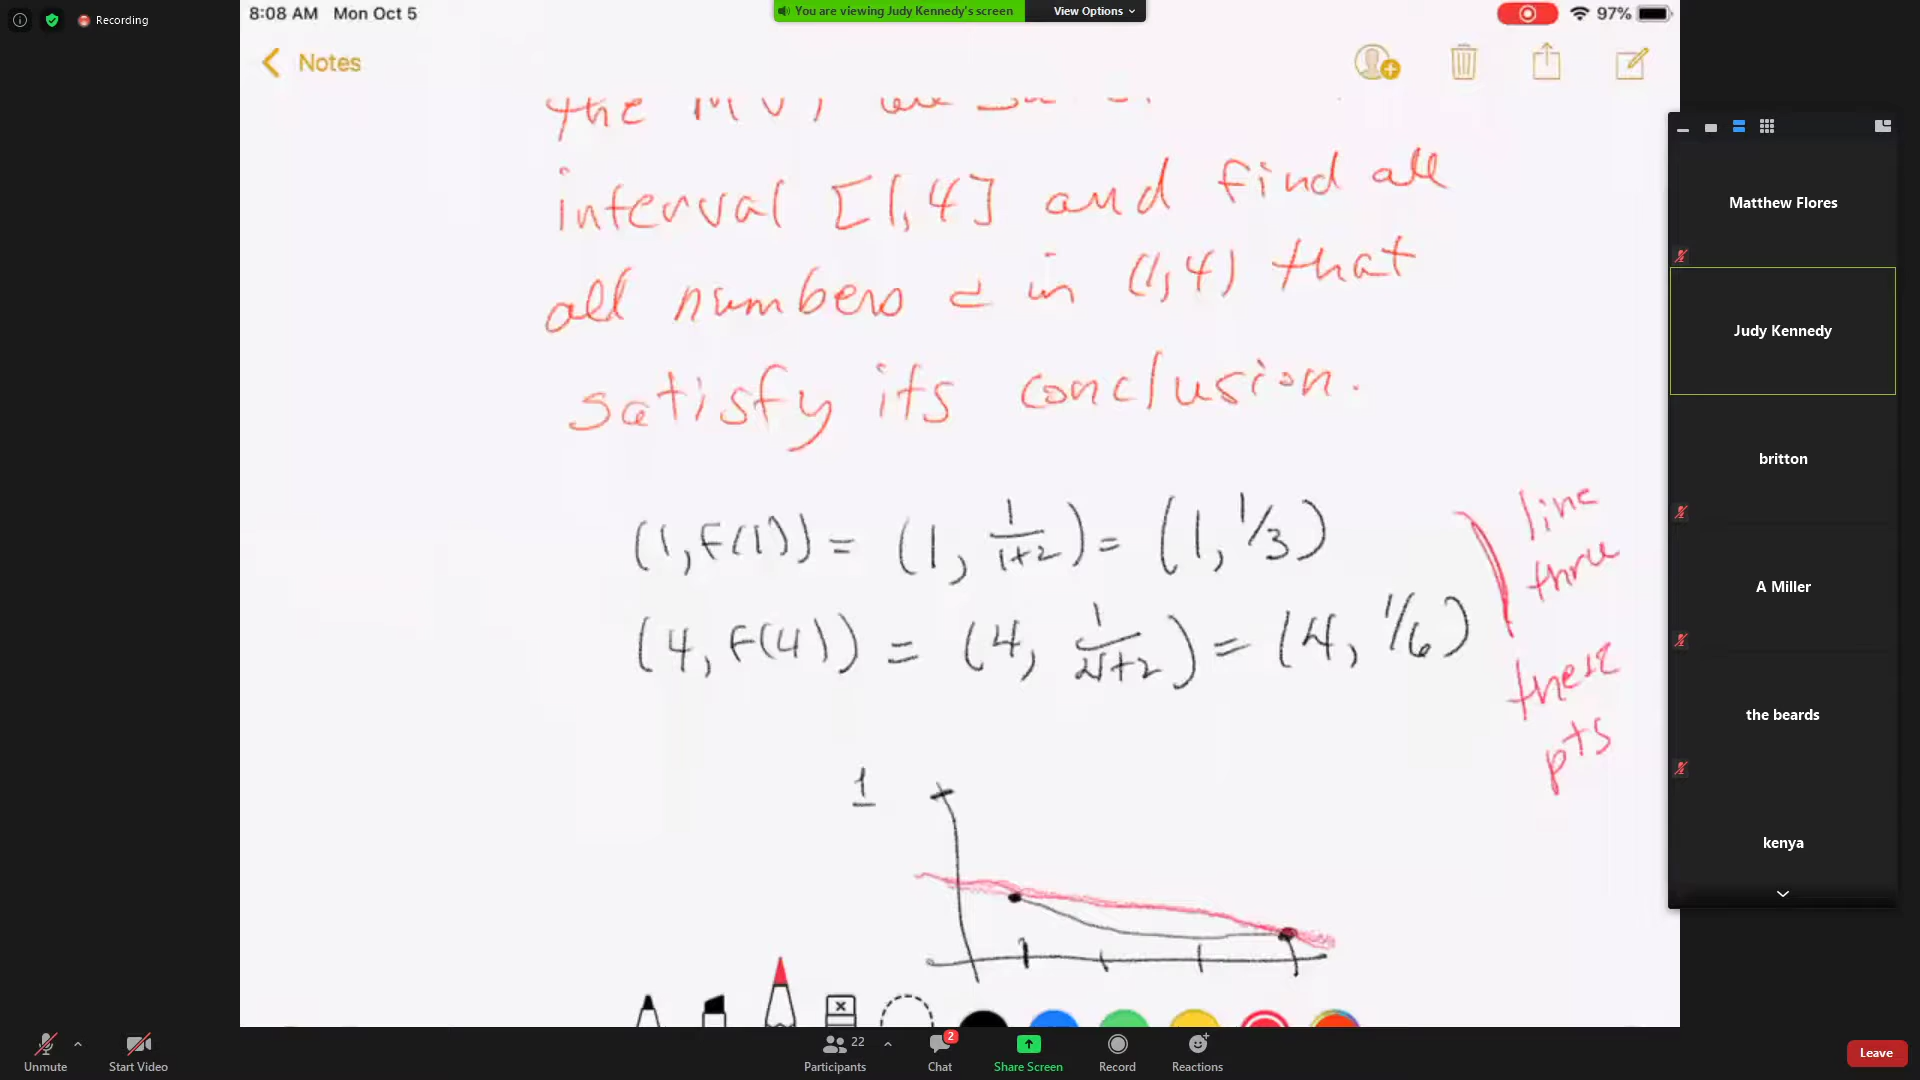 Recording
8:08 AM Mon Oct 5
You are viewing Judy Kennedy's screen
View Options
97%
Notes
the MVT
interval [1,4] and find all
all numbers c in (1,4) that
satisfy its conclusion.
(1, F(1)) = (1, 1/(1+2)) = (1, 1/3)
(4, F(4)) = (4, 1/(4+2)) = (4, 1/6)
line
thru
these
pts
1
Matthew Flores
Judy Kennedy
britton
A Miller
the beards
kenya
Unmute
Start Video
22
Participants
2
Chat
Share Screen
Record
Reactions
Leave